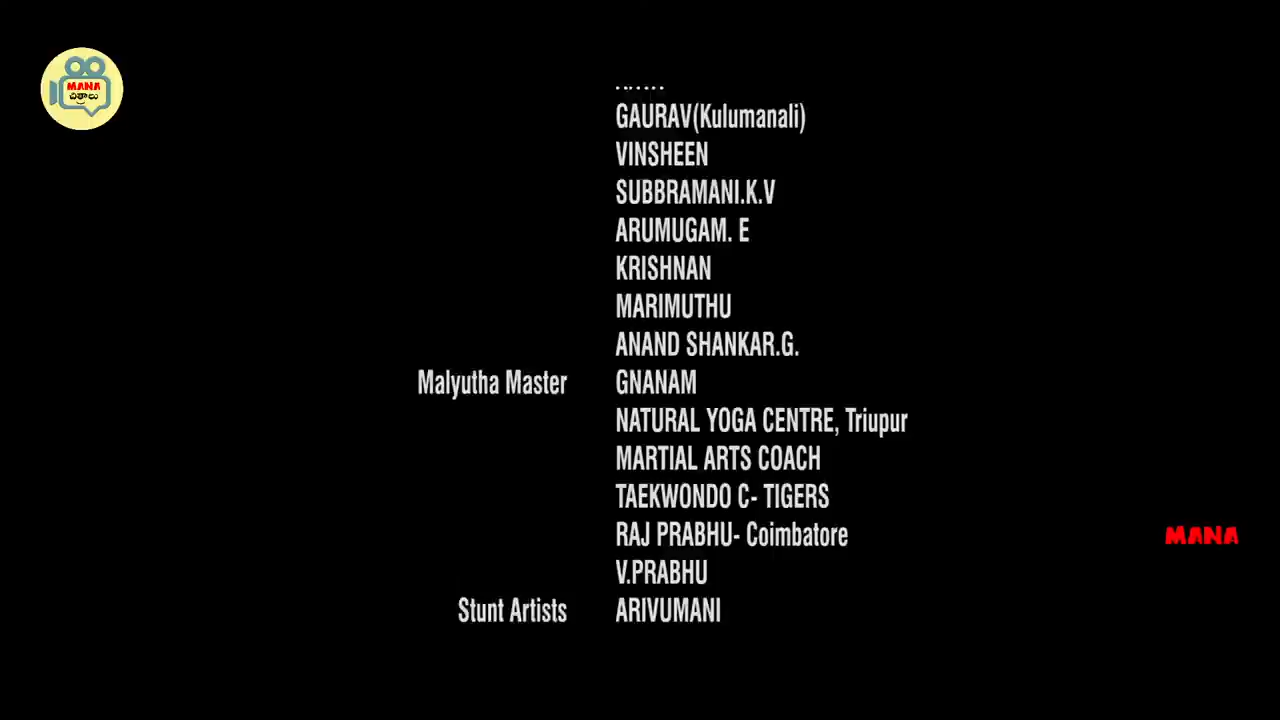 MANA
చిత్రాలు
.......
GAURAV(Kulumanali)
VINSHEEN
SUBBRAMANI.K.V
ARUMUGAM. E
KRISHNAN
MARIMUTHU
ANAND SHANKAR.G.
Malyutha Master GNANAM
NATURAL YOGA CENTRE, Triupur
MARTIAL ARTS COACH
TAEKWONDO C- TIGERS
RAJ PRABHU- Coimbatore
MANA
V.PRABHU
Stunt Artists ARIVUMANI